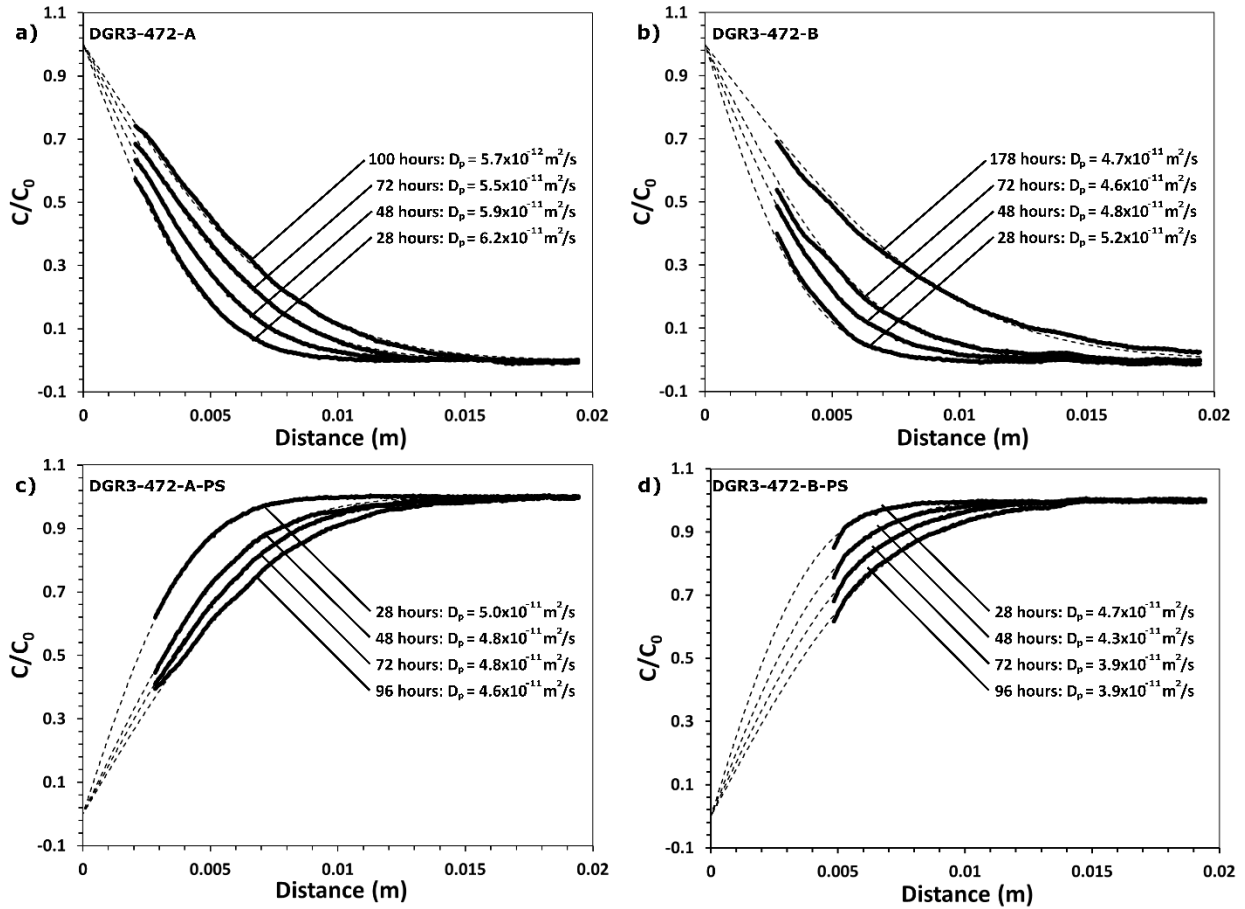 a)
DGR3-472-A
1.1
0.9
0.7
0.5
0.3
0.1
-0.1
C/C₀
100 hours: Dₚ = 5.7x10⁻¹² m²/s
72 hours: Dₚ = 5.5x10⁻¹¹ m²/s
48 hours: Dₚ = 5.9x10⁻¹¹ m²/s
28 hours: Dₚ = 6.2x10⁻¹¹ m²/s
0 0.005 0.01 0.015 0.02
Distance (m)
b)
DGR3-472-B
1.1
0.9
0.7
0.5
0.3
0.1
-0.1
C/C₀
178 hours: Dₚ = 4.7x10⁻¹¹ m²/s
72 hours: Dₚ = 4.6x10⁻¹¹ m²/s
48 hours: Dₚ = 4.8x10⁻¹¹ m²/s
28 hours: Dₚ = 5.2x10⁻¹¹ m²/s
0 0.005 0.01 0.015 0.02
Distance (m)
c)
DGR3-472-A-PS
1.1
0.9
0.7
0.5
0.3
0.1
-0.1
C/C₀
28 hours: Dₚ = 5.0x10⁻¹¹ m²/s
48 hours: Dₚ = 4.8x10⁻¹¹ m²/s
72 hours: Dₚ = 4.8x10⁻¹¹ m²/s
96 hours: Dₚ = 4.6x10⁻¹¹ m²/s
0 0.005 0.01 0.015 0.02
Distance (m)
d)
DGR3-472-B-PS
1.1
0.9
0.7
0.5
0.3
0.1
-0.1
C/C₀
28 hours: Dₚ = 4.7x10⁻¹¹ m²/s
48 hours: Dₚ = 4.3x10⁻¹¹ m²/s
72 hours: Dₚ = 3.9x10⁻¹¹ m²/s
96 hours: Dₚ = 3.9x10⁻¹¹ m²/s
0 0.005 0.01 0.015 0.02
Distance (m)